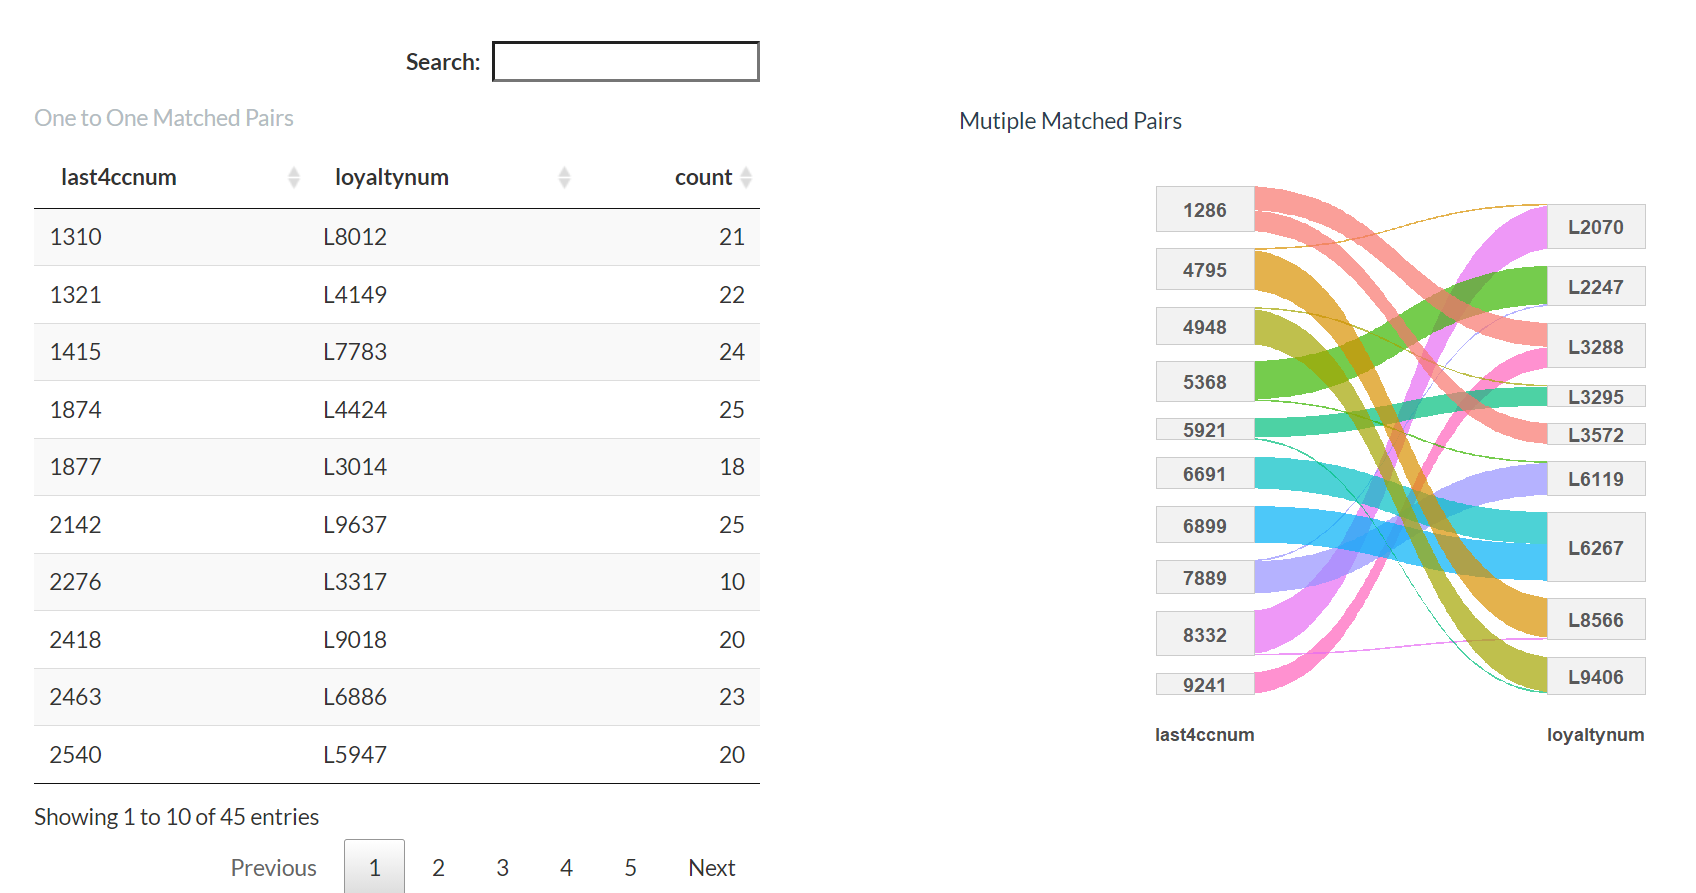 Search:
One to One Matched Pairs
last4ccnum loyaltynum count
1310 L8012 21
1321 L4149 22
1415 L7783 24
1874 L4424 25
1877 L3014 18
2142 L9637 25
2276 L3317 10
2418 L9018 20
2463 L6886 23
2540 L5947 20
Showing 1 to 10 of 45 entries
Previous 1 2 3 4 5 Next
Mutiple Matched Pairs
1286
4795
4948
5368
5921
6691
6899
7889
8332
9241
last4ccnum
L2070
L2247
L3288
L3295
L3572
L6119
L6267
L8566
L9406
loyaltynum